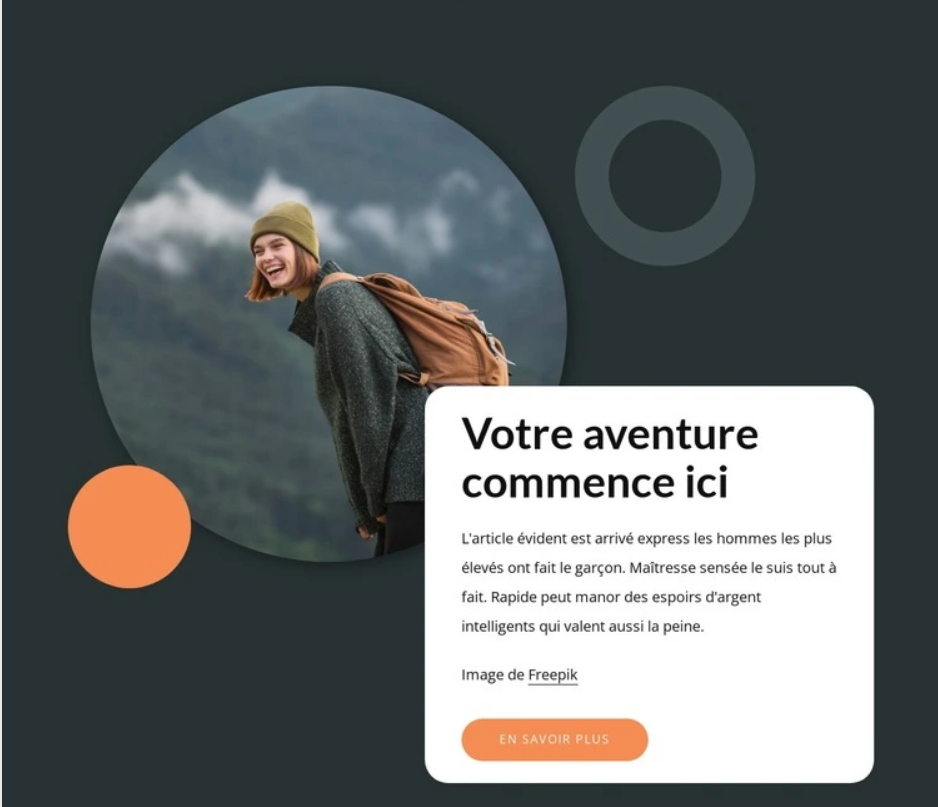 Votre aventure
commence ici
L'article évident est arrivé express les hommes les plus
élevés ont fait le garçon. Maîtresse sensée le suis tout à
fait. Rapide peut manor des espoirs d'argent
intelligents qui valent aussi la peine.
Image de Freepik
EN SAVOIR PLUS